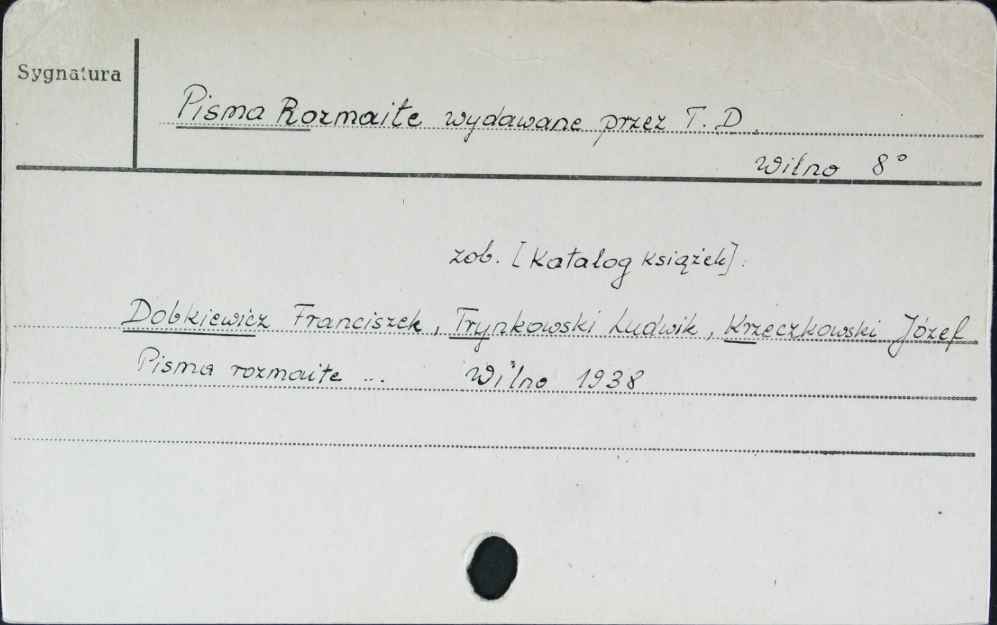 Sygnatura
Pisma Rozmaite wydawane przez T. D.
Wilno 8°
zob. [Katalog książek].
Dobkiewicz Franciszek, Trynkowski Ludwik, Krzeczkowski Józef
Pisma rozmaite ... Wilno 1938